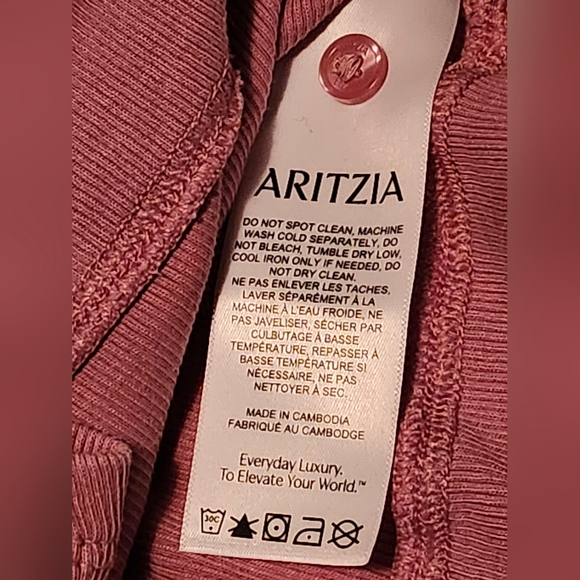 ARITZIA
DO NOT SPOT CLEAN, MACHINE
WASH COLD SEPARATELY, DO
NOT BLEACH, TUMBLE DRY LOW,
COOL IRON ONLY IF NEEDED, DO
NOT DRY CLEAN.
NE PAS ENLEVER LES TACHES,
LAVER SÉPARÉMENT À LA
MACHINE À L'EAU FROIDE, NE
PAS JAVELISER, SÉCHER PAR
CULBUTAGE À BASSE
TEMPÉRATURE, REPASSER À
BASSE TEMPÉRATURE SI
NÉCESSAIRE, NE PAS
NETTOYER À SEC.
MADE IN CAMBODIA
FABRIQUÉ AU CAMBODGE
Everyday Luxury.
To Elevate Your World.™
30C